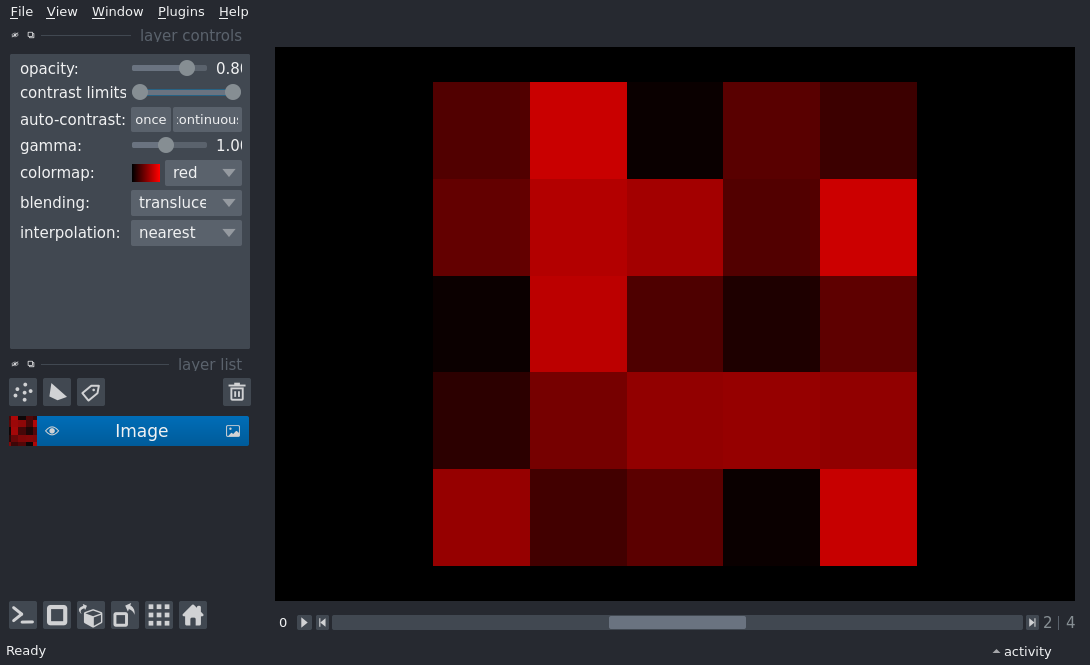 File View Window Plugins Help
layer controls
opacity: 0.80
contrast limits
auto-contrast: once continuous
gamma: 1.00
colormap: red
blending: transluce
interpolation: nearest
layer list
Image
0 2 | 4
Ready activity